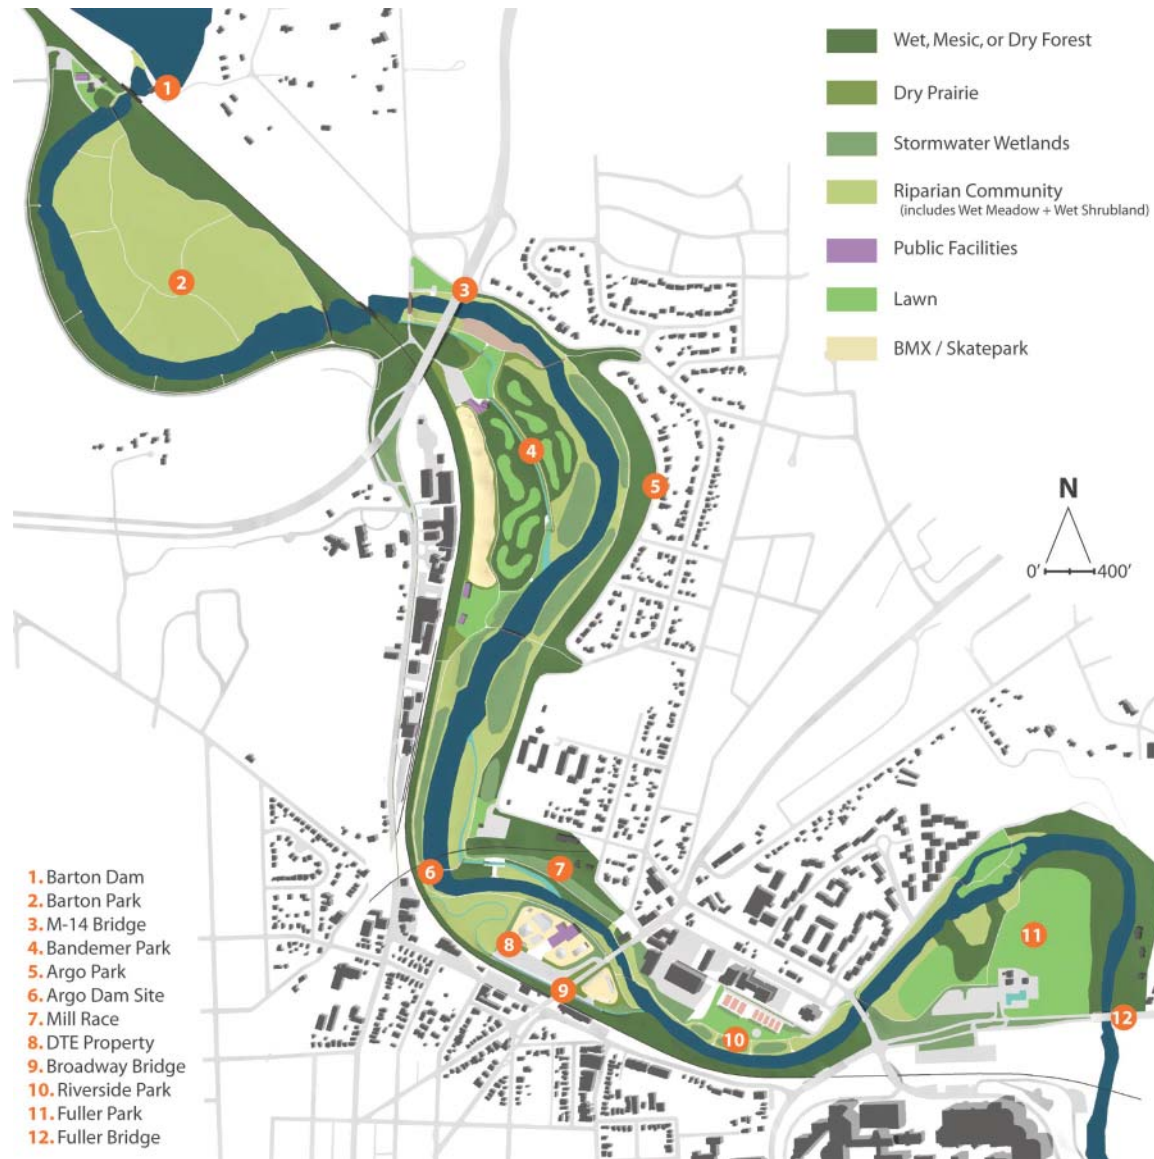 Wet, Mesic, or Dry Forest
Dry Prairie
Stormwater Wetlands
Riparian Community
(includes Wet Meadow + Wet Shrubland)
Public Facilities
Lawn
BMX / Skatepark
1
2
3
4
5
N
0' 400'
6
7
8
9
10
11
12
1. Barton Dam
2. Barton Park
3. M-14 Bridge
4. Bandemer Park
5. Argo Park
6. Argo Dam Site
7. Mill Race
8. DTE Property
9. Broadway Bridge
10. Riverside Park
11. Fuller Park
12. Fuller Bridge